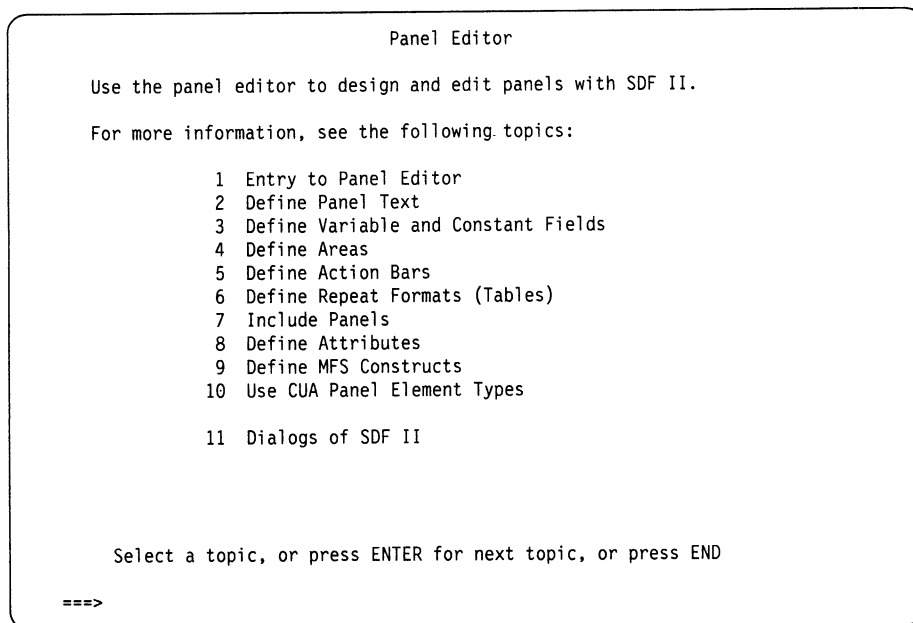 Panel Editor
Use the panel editor to design and edit panels with SDF II.
For more information, see the following topics:
1 Entry to Panel Editor
2 Define Panel Text
3 Define Variable and Constant Fields
4 Define Areas
5 Define Action Bars
6 Define Repeat Formats (Tables)
7 Include Panels
8 Define Attributes
9 Define MFS Constructs
10 Use CUA Panel Element Types
11 Dialogs of SDF II
Select a topic, or press ENTER for next topic, or press END
===>